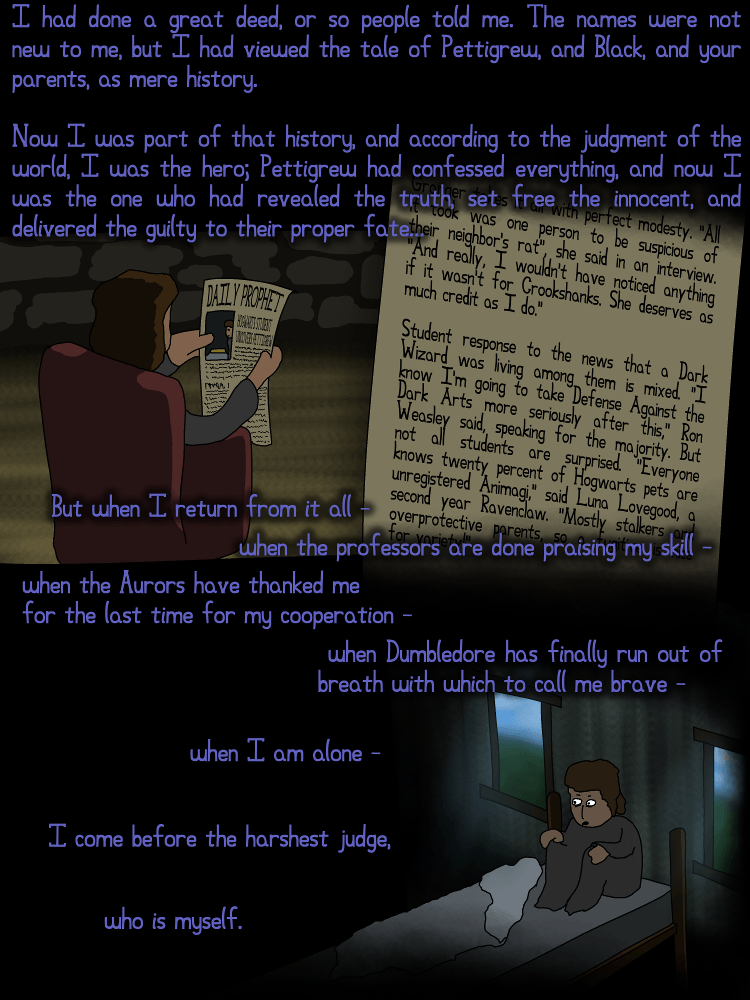 I had done a great deed, or so people told me. The names were not
new to me, but I had viewed the tale of Pettigrew, and Black, and your
parents, as mere history.
Now I was part of that history, and according to the judgment of the
world, I was the hero; Pettigrew had confessed everything, and now I
was the one who had revealed the truth, set free the innocent, and
delivered the guilty to their proper fate...
with perfect modesty. "All
it took was one person to be suspicious of
their neighbor's rat", she said in an interview.
"And really, I wouldn't have noticed anything
if it wasn't for Crookshanks. She deserves as
much credit as I do."
Student response to the news that a Dark
Wizard was living among them is mixed. "I
know I'm going to take Defense Against the
Dark Arts more seriously after this," Ron
Weasley said, speaking for the majority. But
not all students are surprised. "Everyone
knows twenty percent of Hogwarts pets are
unregistered Animagi," said Luna Lovegood, a
second year Ravenclaw. "Mostly stalkers and
overprotective parents, so
for variety!"
DAILY PROPHET
HOGWARTS STUDENT
But when I return from it all -
when the professors are done praising my skill -
when the Aurors have thanked me
for the last time for my cooperation -
when Dumbledore has finally run out of
breath with which to call me brave -
when I am alone -
I come before the harshest judge,
who is myself.